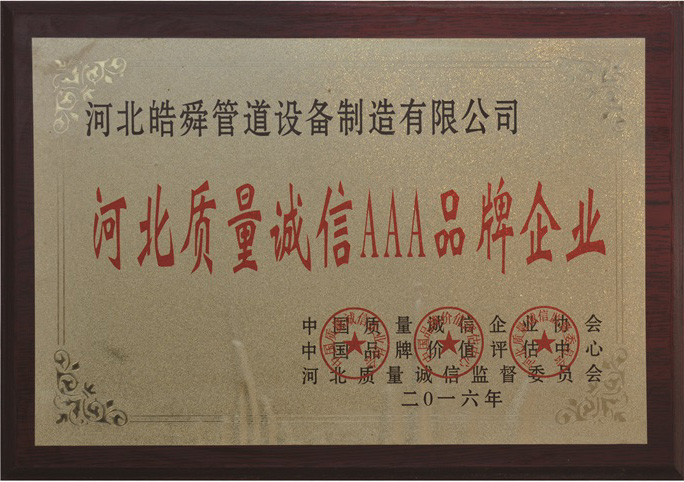 河北皓舜管道设备制造有限公司
河北质量诚信AAA品牌企业
中国质量诚信企业协会
中国品牌价值评估中心
河北质量诚信监督委员会
二0一六年